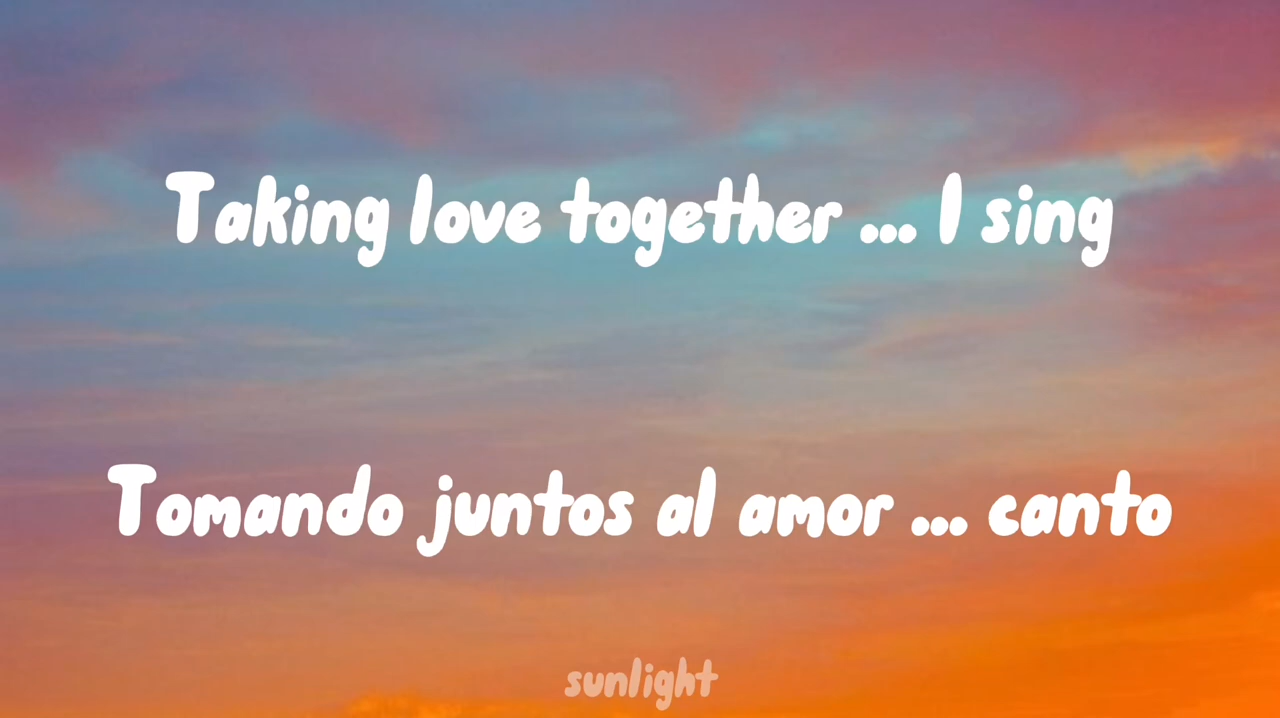 Taking love together ... I sing
Tomando juntos al amor ... canto
sunlight